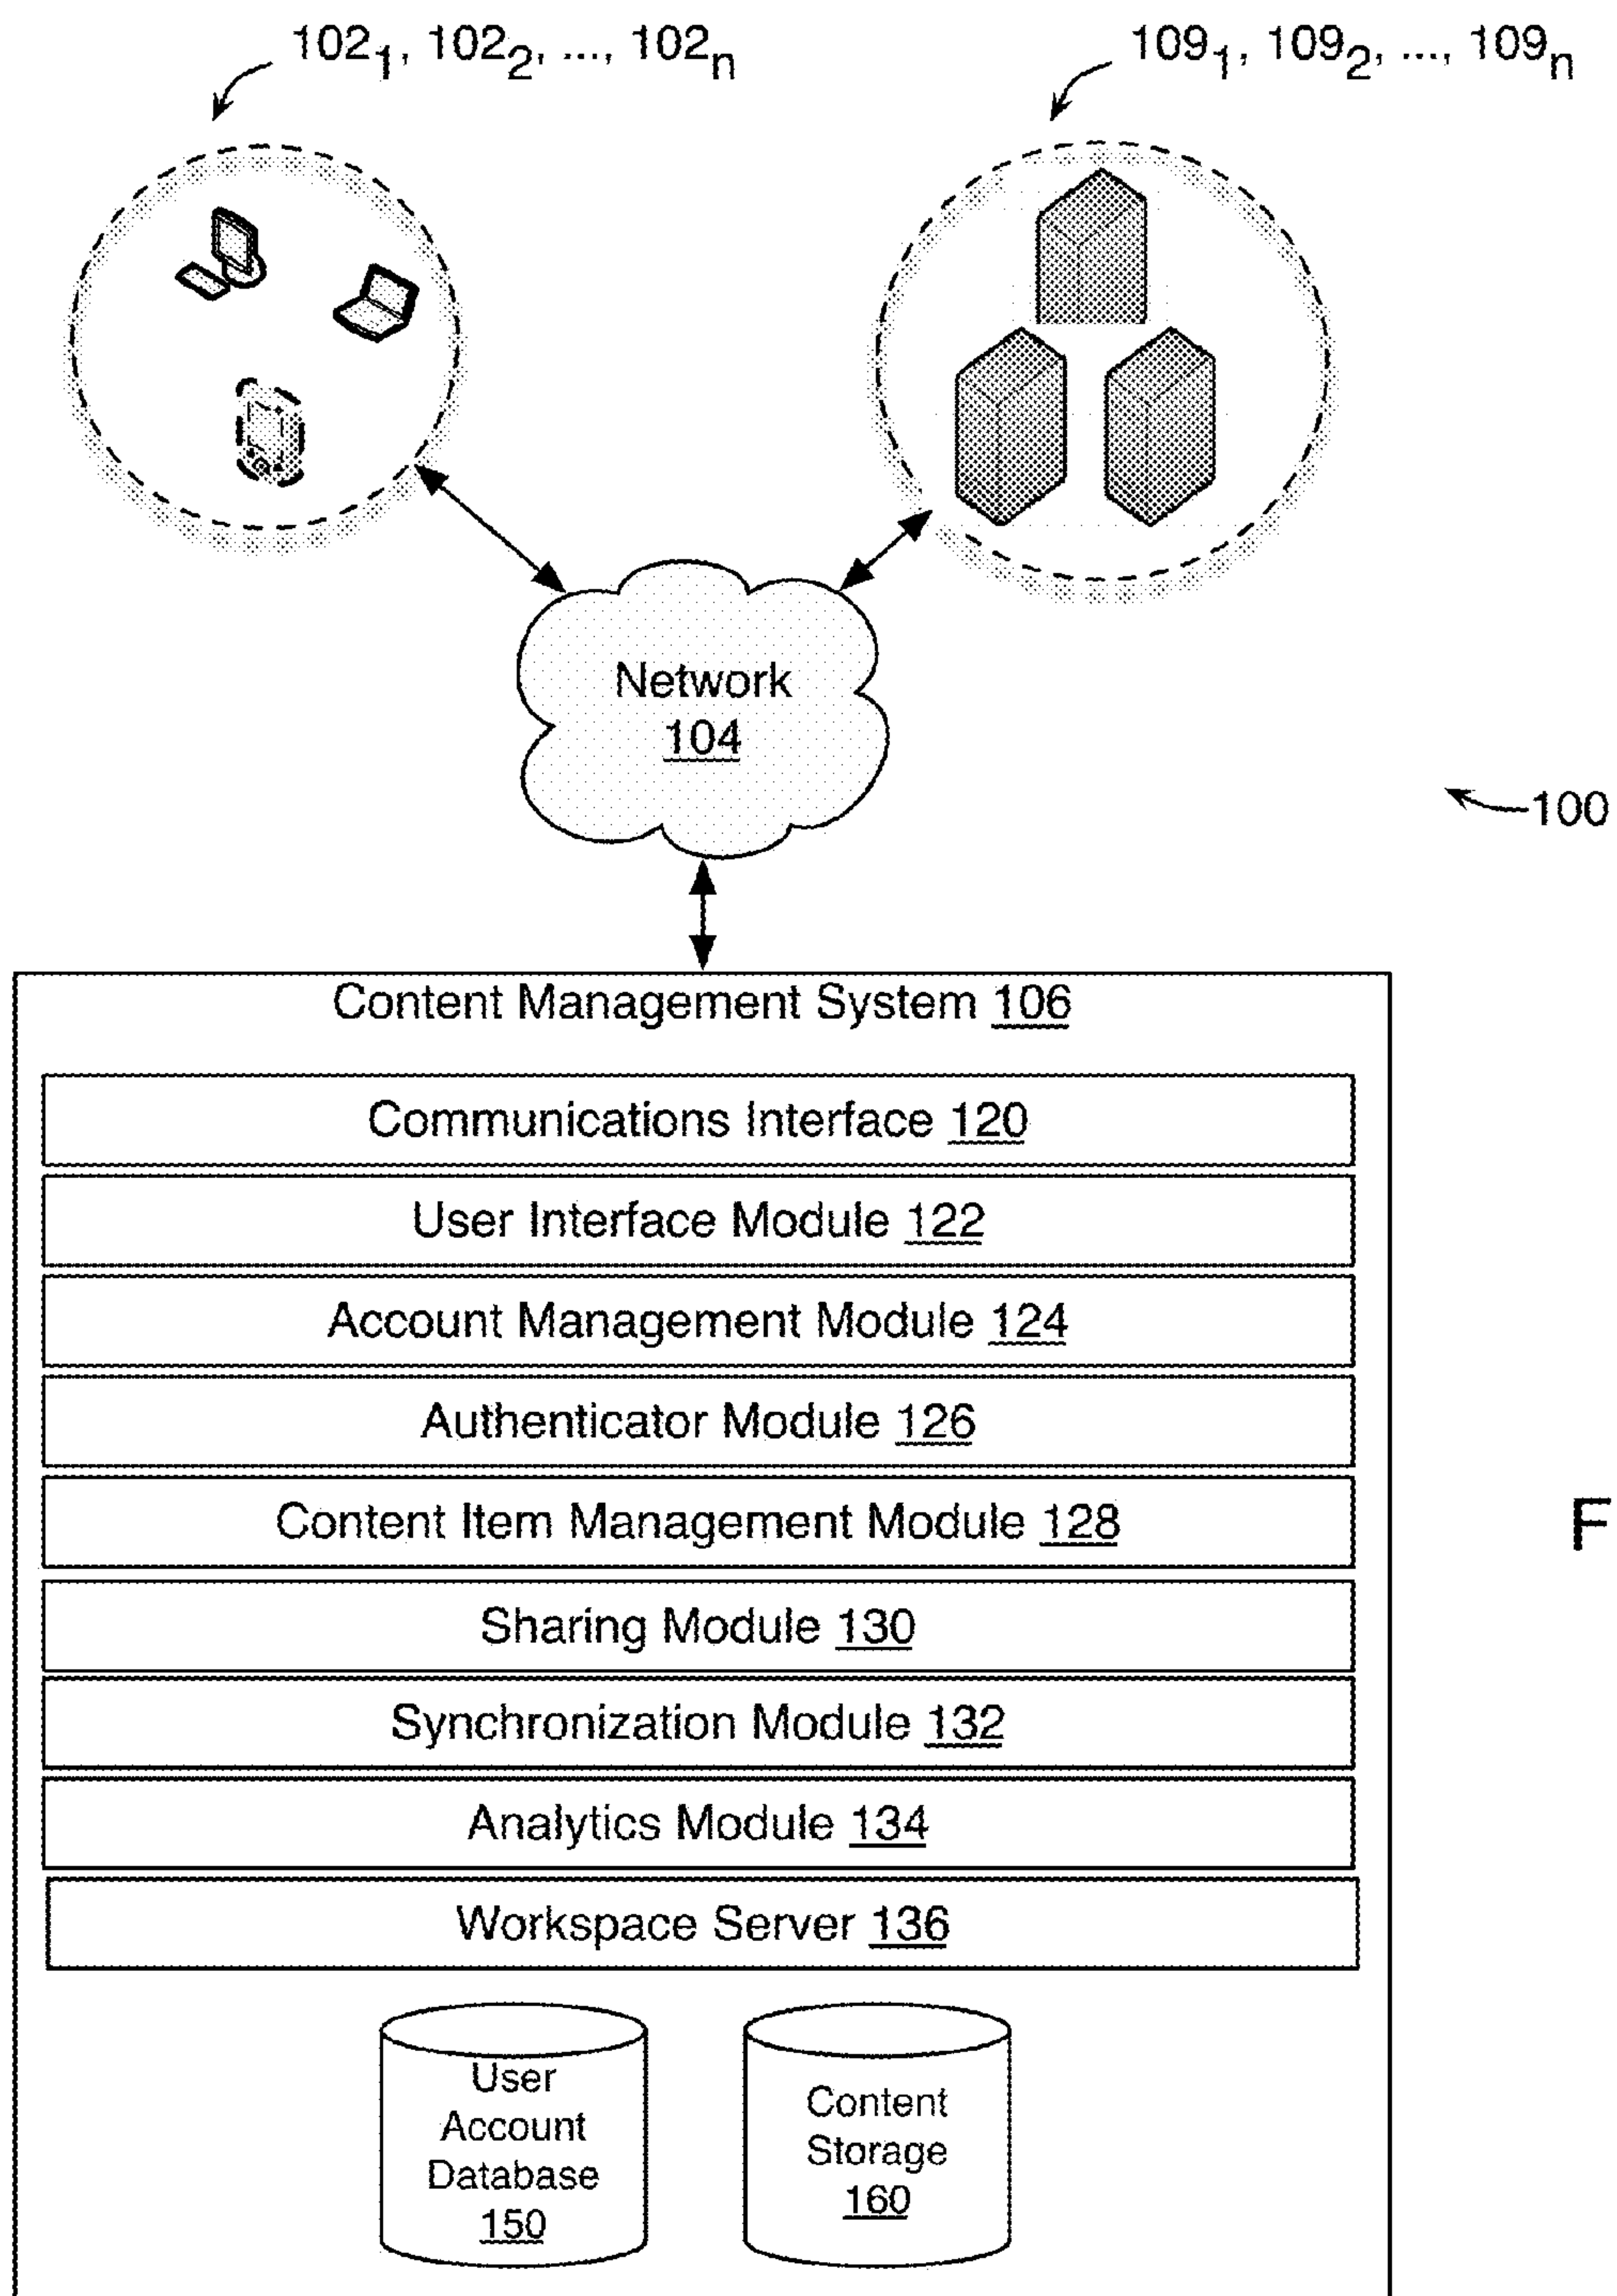 102₁, 102₂, ..., 102ₙ
109₁, 109₂, ..., 109ₙ
Network
104
100
Content Management System 106
Communications Interface 120
User Interface Module 122
Account Management Module 124
Authenticator Module 126
Content Item Management Module 128
F
Sharing Module 130
Synchronization Module 132
Analytics Module 134
Workspace Server 136
User
Account
Database
150
Content
Storage
160